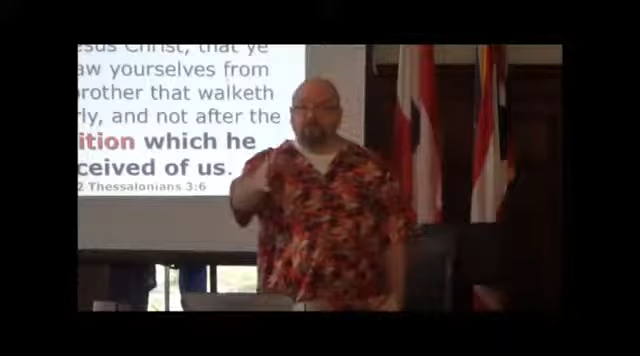 esus Christ, that ye
aw yourselves from
brother that walketh
rly, and not after the
ition which he
ceived of us.
2 Thessalonians 3:6